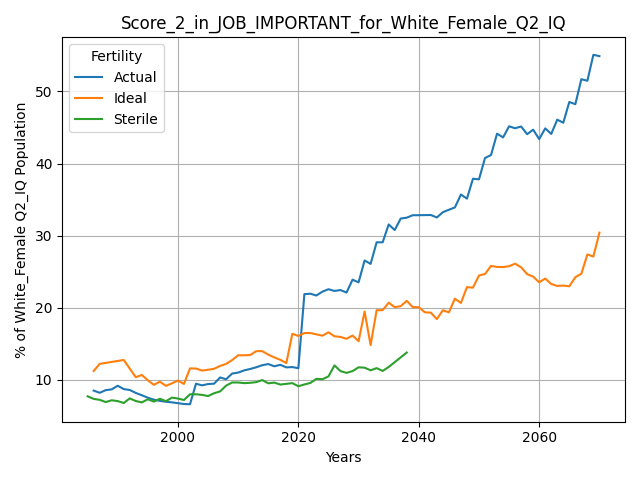 Score_2_in_JOB_IMPORTANT_for_White_Female_Q2_IQ
Fertility
Actual
Ideal
Sterile
% of White_Female Q2_IQ Population
50
40
30
20
10
2000 2020 2040 2060
Years